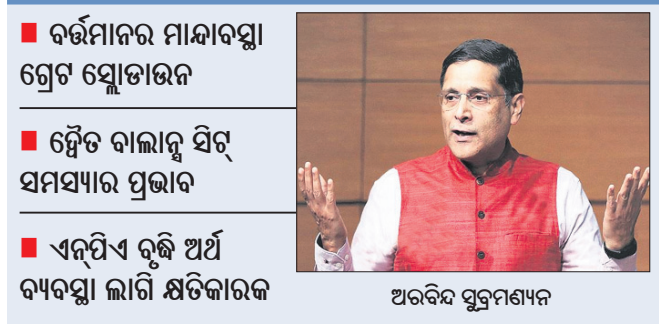 ■ ବର୍ତ୍ତମାନର ମାନ୍ଦାବସ୍ଥା
ଗ୍ରେଟ ସ୍ଲୋଡାଉନ
■ ଦ୍ୱୈତ ବାଲାନ୍ସ ସିଟ୍
ସମସ୍ୟାର ପ୍ରଭାବ
■ ଏନ୍‌ପିଏ ବୃଦ୍ଧି ଅର୍ଥ
ବ୍ୟବସ୍ଥା ଲାଗି କ୍ଷତିକାରକ
ଅରବିନ୍ଦ ସୁବ୍ରମଣ୍ୟନ